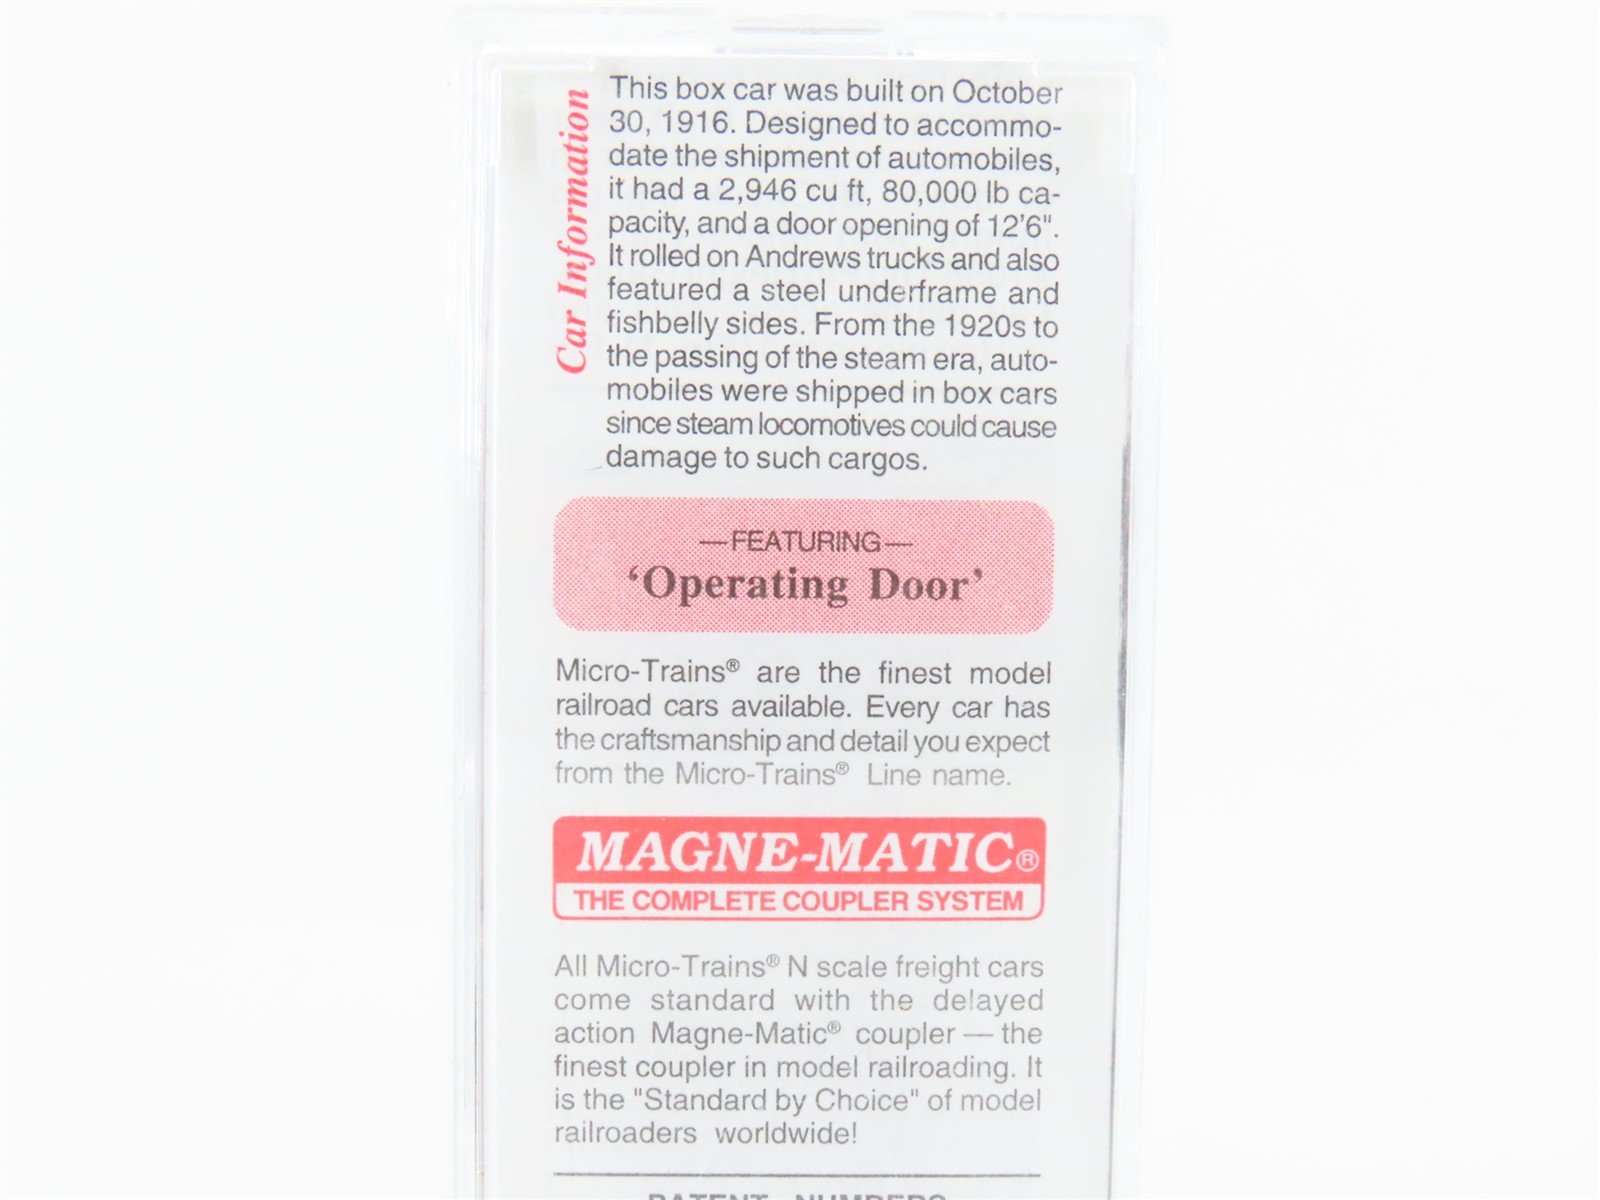 Car Information
This box car was built on October
30, 1916. Designed to accommo-
date the shipment of automobiles,
it had a 2,946 cu ft, 80,000 lb ca-
pacity, and a door opening of 12'6".
It rolled on Andrews trucks and also
featured a steel underframe and
fishbelly sides. From the 1920s to
the passing of the steam era, auto-
mobiles were shipped in box cars
since steam locomotives could cause
damage to such cargos.
—FEATURING—
‘Operating Door’
Micro-Trains® are the finest model
railroad cars available. Every car has
the craftsmanship and detail you expect
from the Micro-Trains® Line name.
MAGNE-MATIC®
THE COMPLETE COUPLER SYSTEM
All Micro-Trains® N scale freight cars
come standard with the delayed
action Magne-Matic® coupler — the
finest coupler in model railroading. It
is the "Standard by Choice" of model
railroaders worldwide!
PATENT NUMBERS